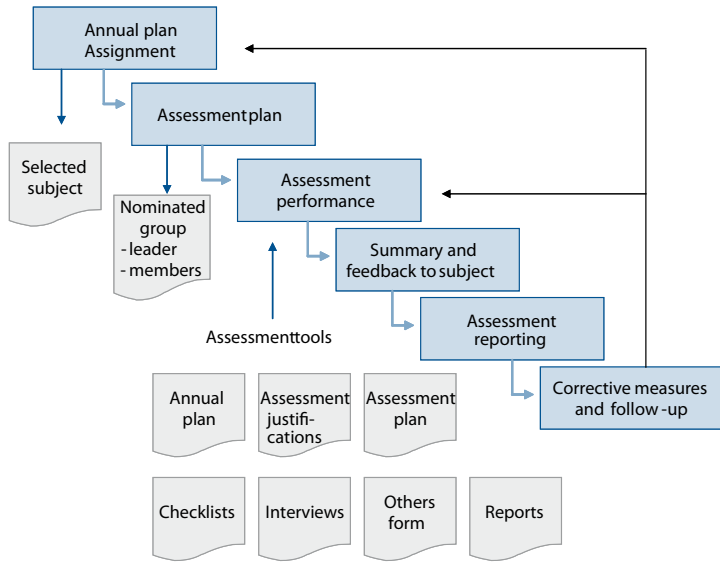 Annual plan
Assignment
Assessment plan
Selected
subject
Assessment
performance
Nominated
group
- leader
- members
Summary and
feedback to subject
Assessmenttools
Assessment
reporting
Annual
plan
Assessment
justifi-
cations
Assessment
plan
Corrective measures
and follow-up
Checklists
Interviews
Others
form
Reports